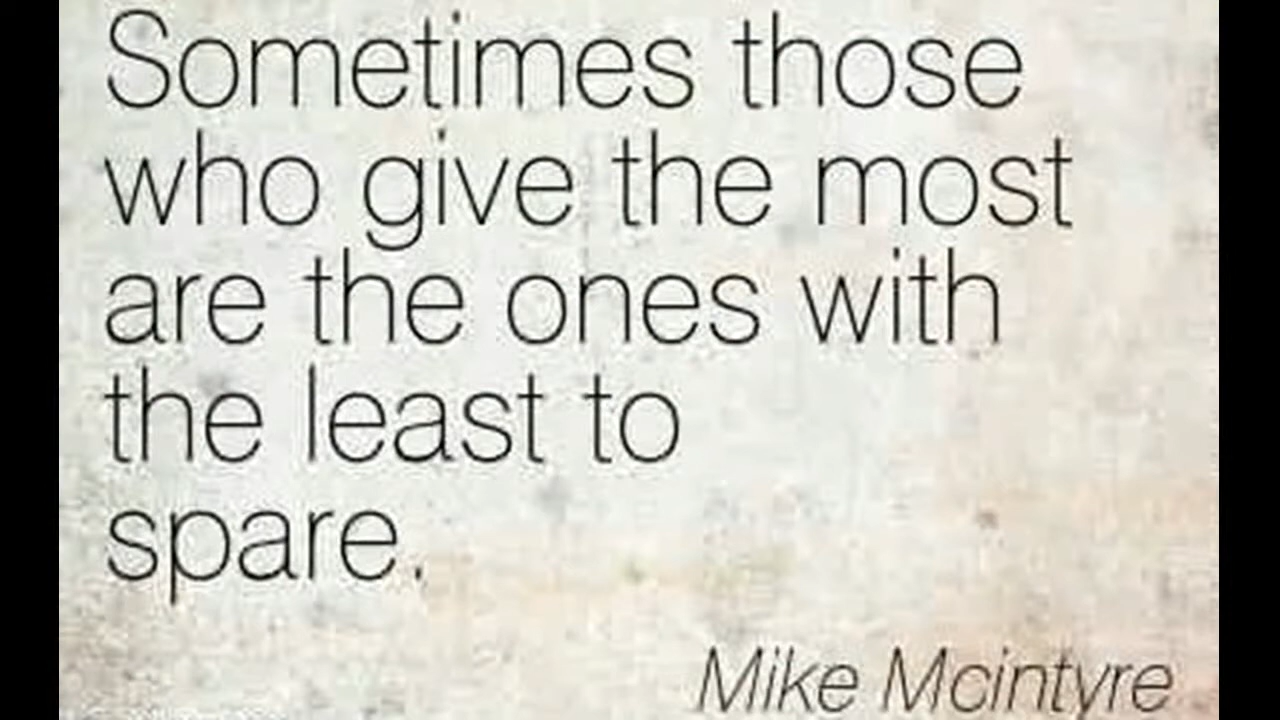 Sometimes those
who give the most
are the ones with
the least to
spare.
Mike Mcintyre